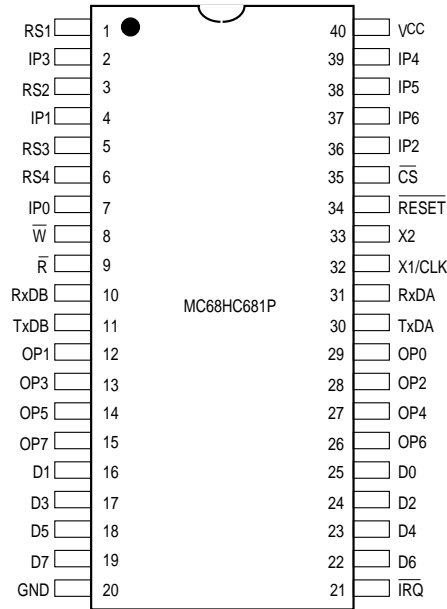 RS1 1 40 VCC
IP3 2 39 IP4
RS2 3 38 IP5
IP1 4 37 IP6
RS3 5 36 IP2
RS4 6 35 C̅S̅
IP0 7 34 R̅E̅S̅E̅T̅
W̅ 8 33 X2
R̅ 9 32 X1/CLK
RxDB 10 31 RxDA
MC68HC681P
TxDB 11 30 TxDA
OP1 12 29 OP0
OP3 13 28 OP2
OP5 14 27 OP4
OP7 15 26 OP6
D1 16 25 D0
D3 17 24 D2
D5 18 23 D4
D7 19 22 D6
GND 20 21 I̅R̅Q̅